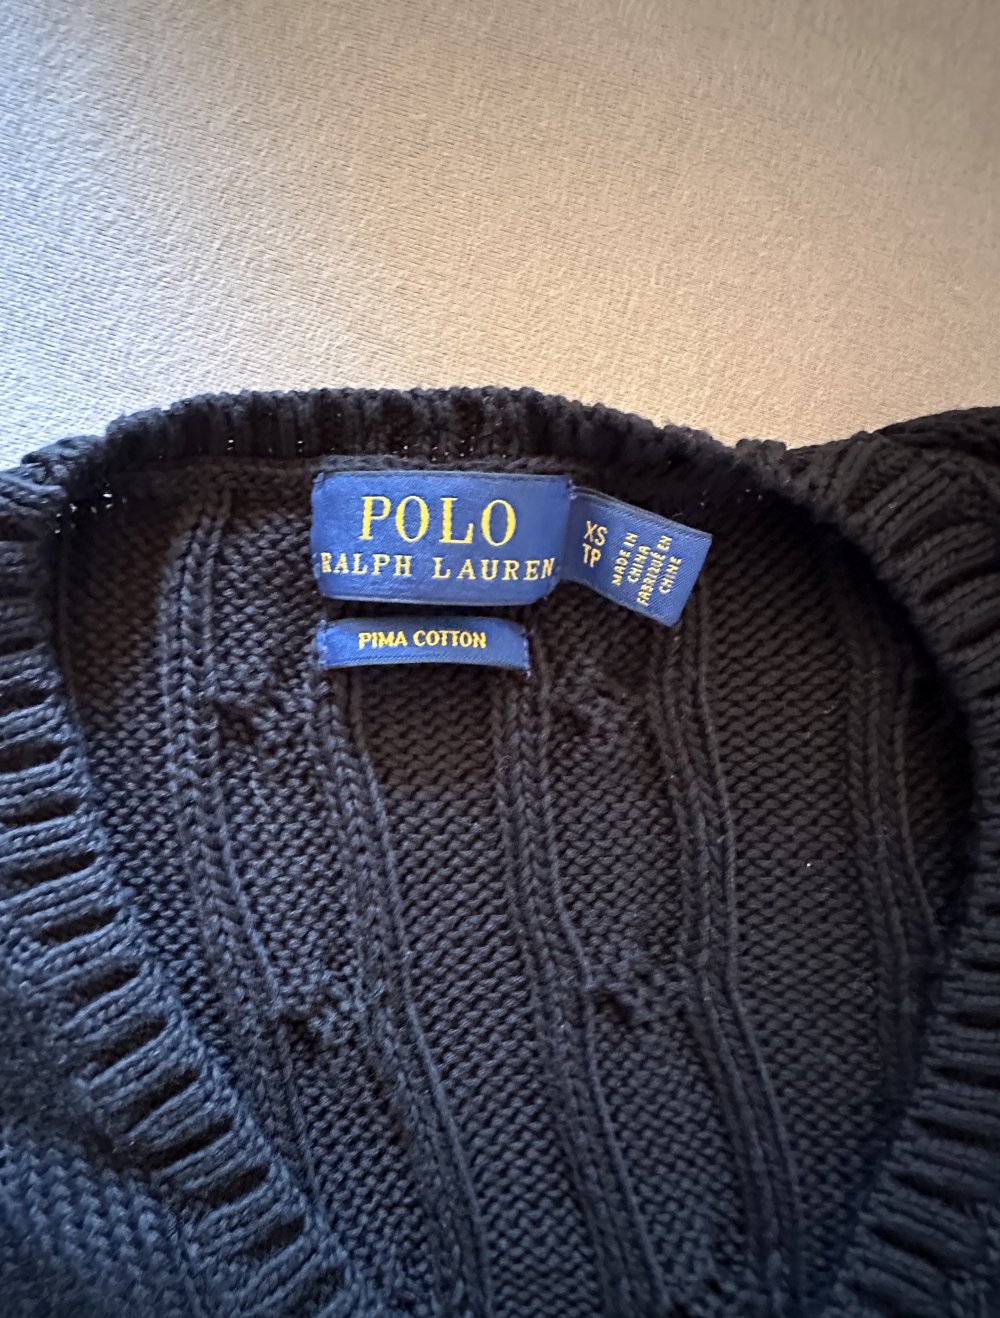 POLO
RALPH LAUREN
XS
TP
MADE IN
CHINA
FABRIQUÉ EN
CHINE
PIMA COTTON